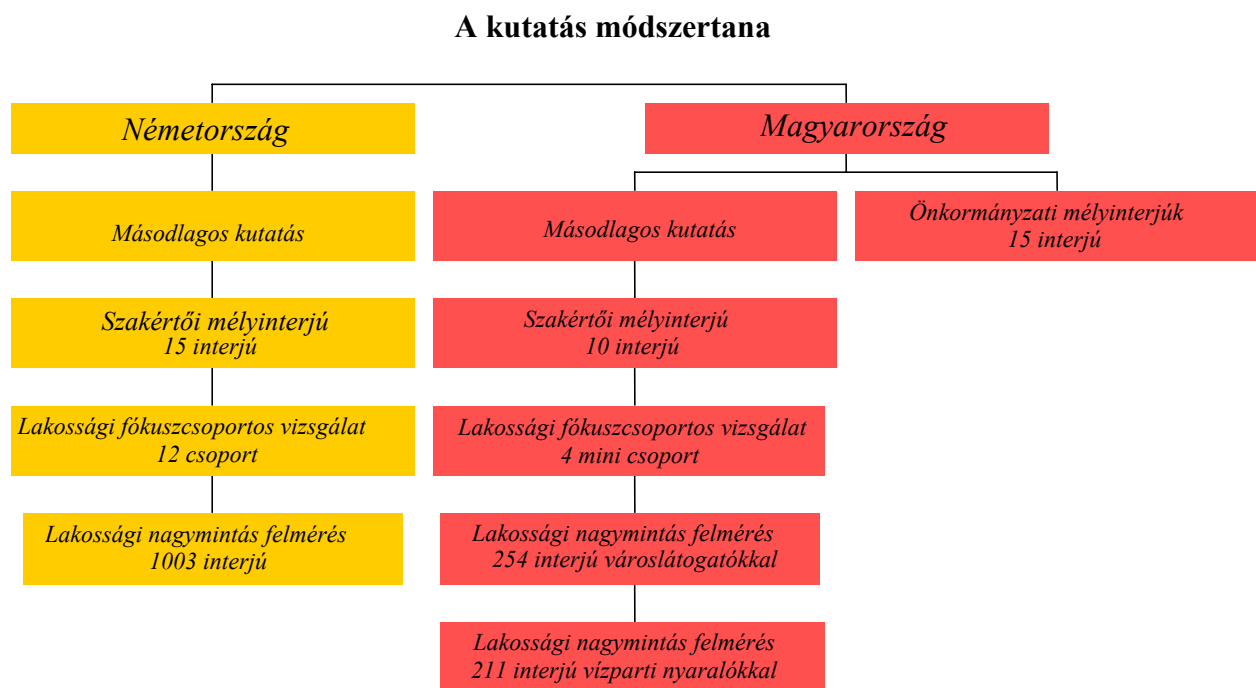 A kutatás módszertana
Németország
Másodlagos kutatás
Szakértői mélyinterjú
15 interjú
Lakossági fókuszcsoportos vizsgálat
12 csoport
Lakossági nagymintás felmérés
1003 interjú
Magyarország
Másodlagos kutatás
Szakértői mélyinterjú
10 interjú
Lakossági fókuszcsoportos vizsgálat
4 mini csoport
Lakossági nagymintás felmérés
254 interjú városlátogatókkal
Lakossági nagymintás felmérés
211 interjú vízparti nyaralókkal
Önkormányzati mélyinterjúk
15 interjú